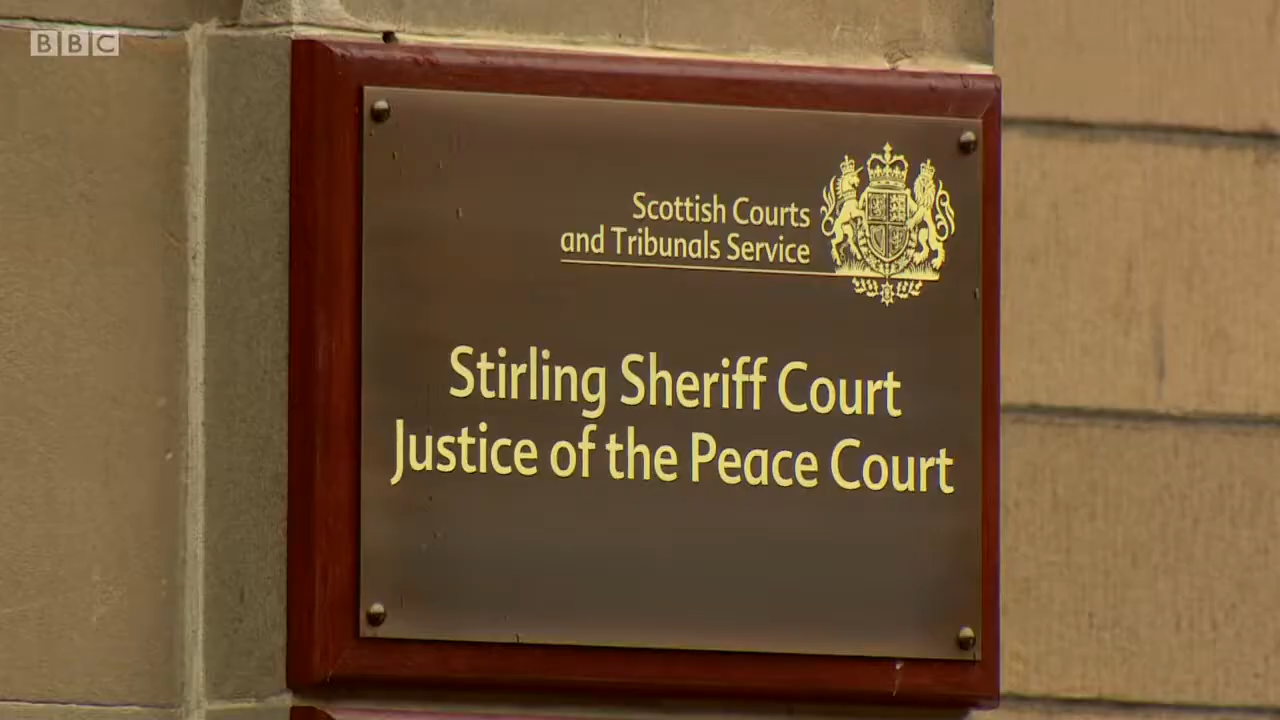 BBC
Scottish Courts
and Tribunals Service
Stirling Sheriff Court
Justice of the Peace Court